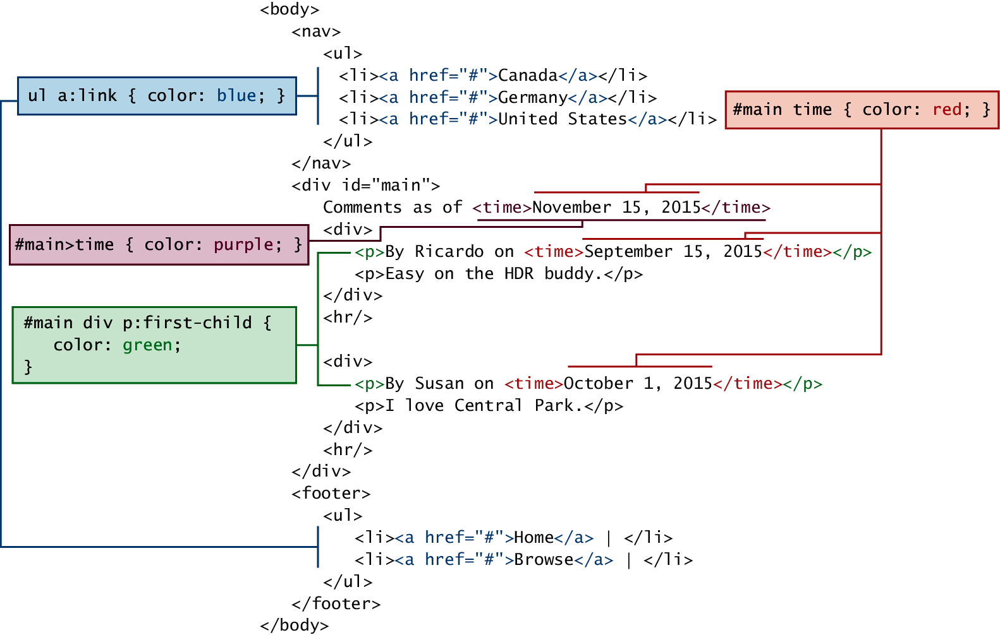 <body>
<nav>
<ul>
<li><a href="#">Canada</a></li>
<li><a href="#">Germany</a></li>
<li><a href="#">United States</a></li>
</ul>
</nav>
<div id="main">
Comments as of <time>November 15, 2015</time>
<div>
<p>By Ricardo on <time>September 15, 2015</time></p>
<p>Easy on the HDR buddy.</p>
</div>
<hr/>
<div>
<p>By Susan on <time>October 1, 2015</time></p>
<p>I love Central Park.</p>
</div>
<hr/>
</div>
<footer>
<ul>
<li><a href="#">Home</a> | </li>
<li><a href="#">Browse</a> | </li>
</ul>
</footer>
</body>
ul a:link { color: blue; }
#main time { color: red; }
#main>time { color: purple; }
#main div p:first-child {
color: green;
}